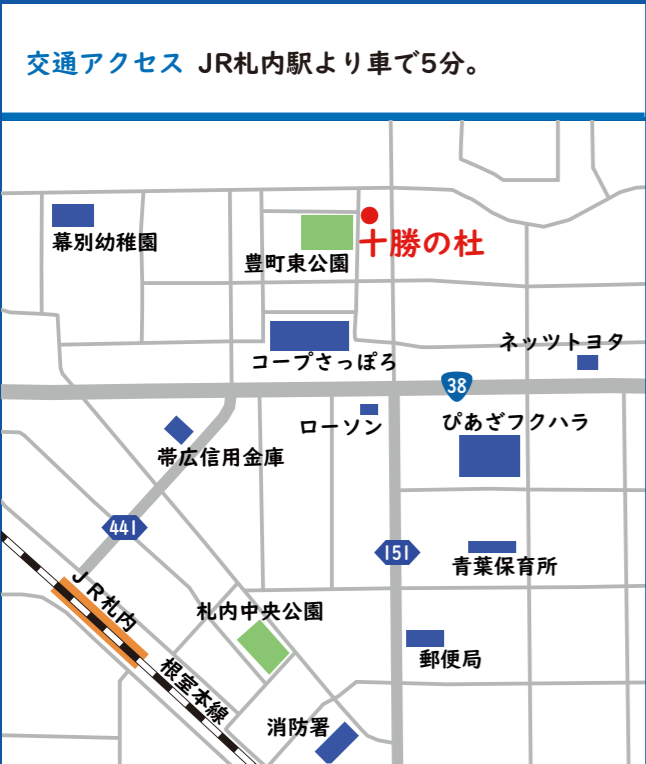 交通アクセス JR札内駅より車で5分。
幕別幼稚園
十勝の杜
豊町東公園
ネッツトヨタ
コープさっぽろ
38
ローソン
ぴあざフクハラ
帯広信用金庫
441
151
青葉保育所
JR札内
札内中央公園
郵便局
根室本線
消防署